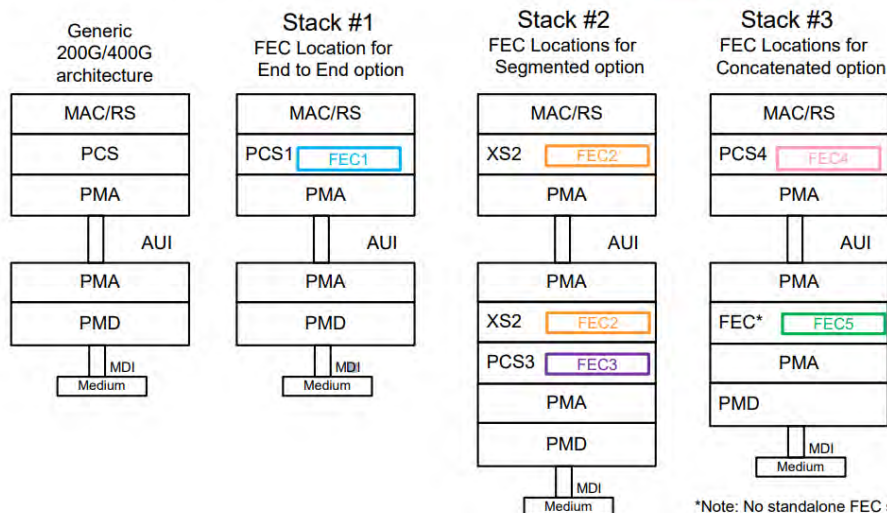 Generic
200G/400G
architecture
MAC/RS
PCS
PMA
AUI
PMA
PMD
MDI
Medium
Stack #1
FEC Location for
End to End option
MAC/RS
PCS1 FEC1
PMA
AUI
PMA
PMD
MDI
Medium
Stack #2
FEC Locations for
Segmented option
MAC/RS
XS2 FEC2
PMA
AUI
PMA
XS2 FEC2
PCS3 FEC3
PMA
PMD
MDI
Medium
Stack #3
FEC Locations for
Concatenated option
MAC/RS
PCS4 FEC4
PMA
AUI
PMA
FEC* FEC5
PMA
PMD
MDI
Medium
*Note: No standalone FEC